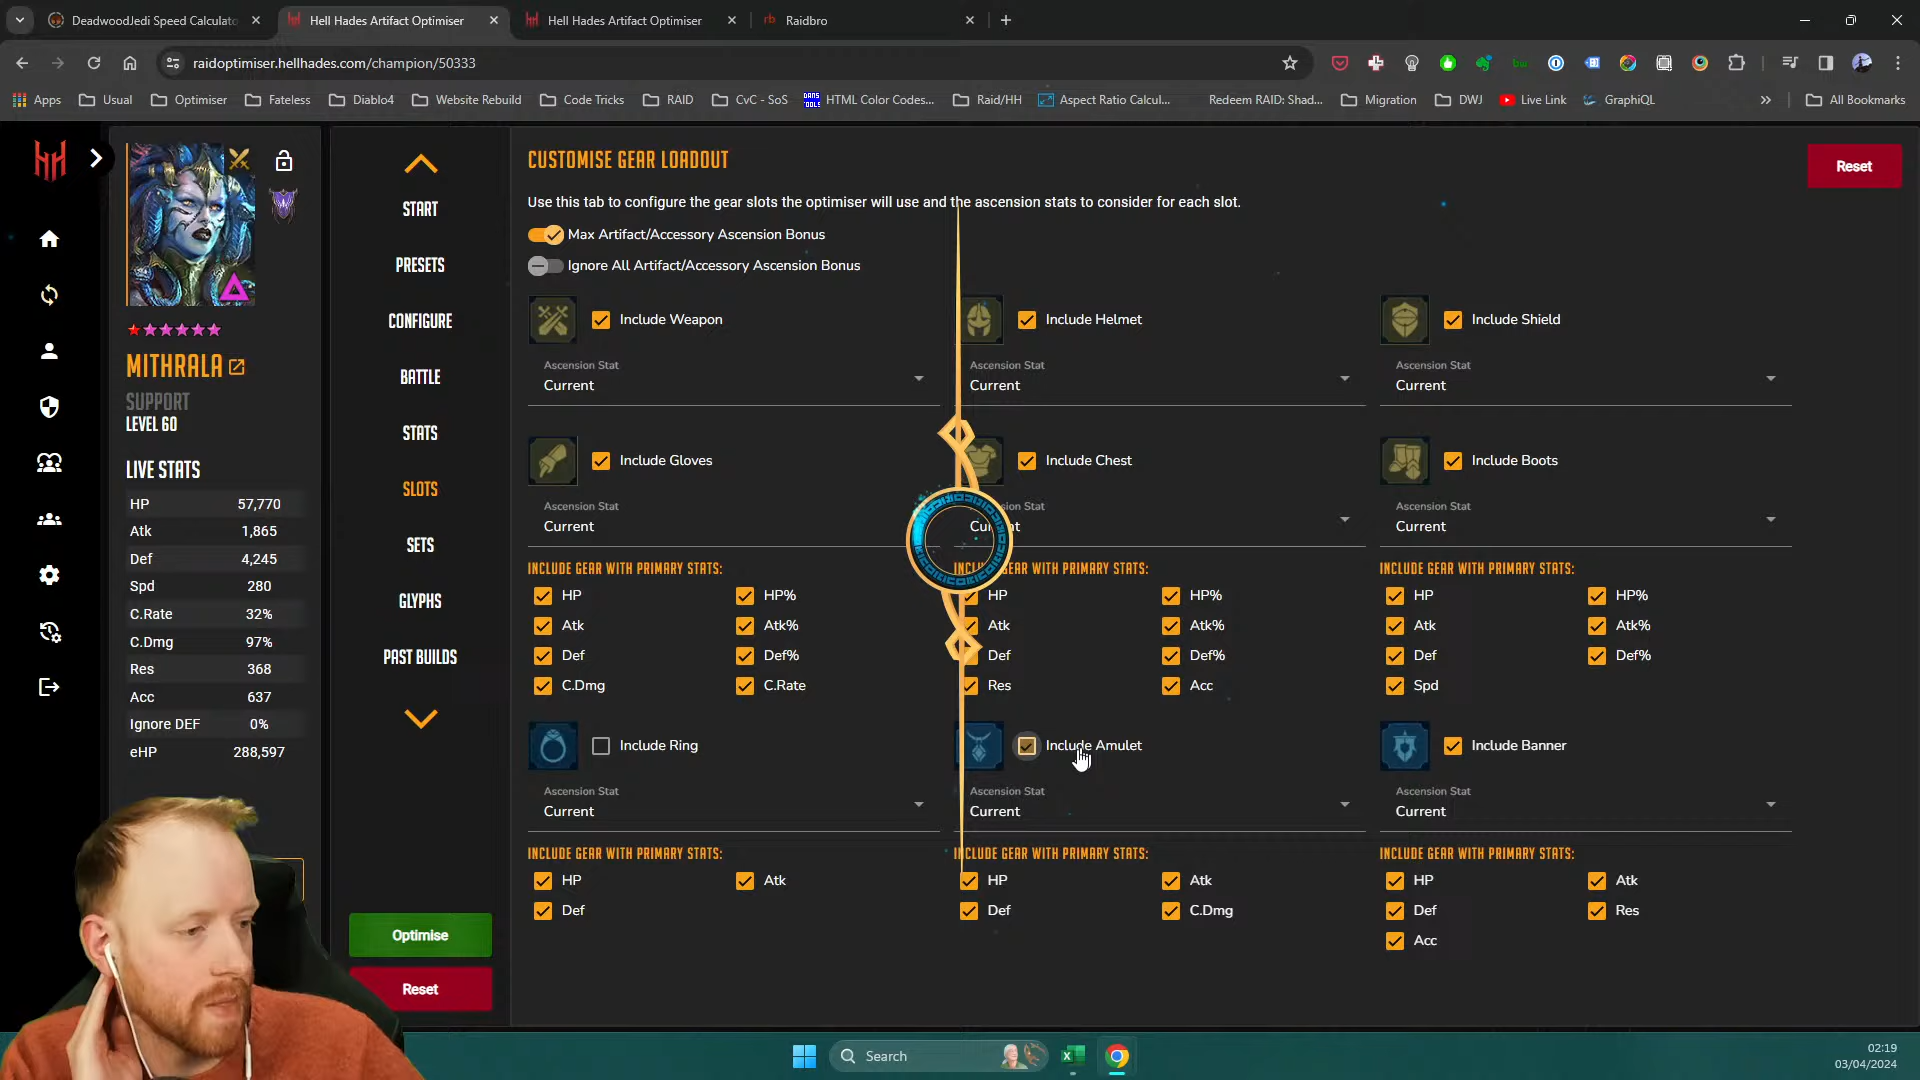 DeadwoodJedi Speed Calculato
Hell Hades Artifact Optimiser
Hell Hades Artifact Optimiser
rb Raidbro
raidoptimiser.hellhades.com/champion/50333
Apps
Usual
Optimiser
Fateless
Diablo4
Website Rebuild
Code Tricks
RAID
CvC - SoS
HTML Color Codes...
Raid/HH
Aspect Ratio Calcul...
Redeem RAID: Shad...
Migration
DWJ
Live Link
GraphiQL
All Bookmarks
MITHRALA
SUPPORT
LEVEL 60
LIVE STATS
HP 57,770
Atk 1,865
Def 4,245
Spd 280
C.Rate 32%
C.Dmg 97%
Res 368
Acc 637
Ignore DEF 0%
eHP 288,597
START
PRESETS
CONFIGURE
BATTLE
STATS
SLOTS
SETS
GLYPHS
PAST BUILDS
Optimise
Reset
CUSTOMISE GEAR LOADOUT
Reset
Use this tab to configure the gear slots the optimiser will use and the ascension stats to consider for each slot.
Max Artifact/Accessory Ascension Bonus
Ignore All Artifact/Accessory Ascension Bonus
Include Weapon
Ascension Stat
Current
Include Helmet
Ascension Stat
Current
Include Shield
Ascension Stat
Current
Include Gloves
Ascension Stat
Current
INCLUDE GEAR WITH PRIMARY STATS:
HP HP%
Atk Atk%
Def Def%
C.Dmg C.Rate
Include Chest
nsion Stat
GEAR WITH PRIMARY STATS:
HP HP%
Atk Atk%
Def Def%
Res Acc
Include Boots
Ascension Stat
Current
INCLUDE GEAR WITH PRIMARY STATS:
HP HP%
Atk Atk%
Def Def%
Spd
Include Ring
Ascension Stat
Current
INCLUDE GEAR WITH PRIMARY STATS:
HP Atk
Def
Include Amulet
Ascension Stat
Current
INCLUDE GEAR WITH PRIMARY STATS:
HP Atk
Def C.Dmg
Include Banner
Ascension Stat
Current
INCLUDE GEAR WITH PRIMARY STATS:
HP Atk
Def Res
Acc
Search
02:19
03/04/2024